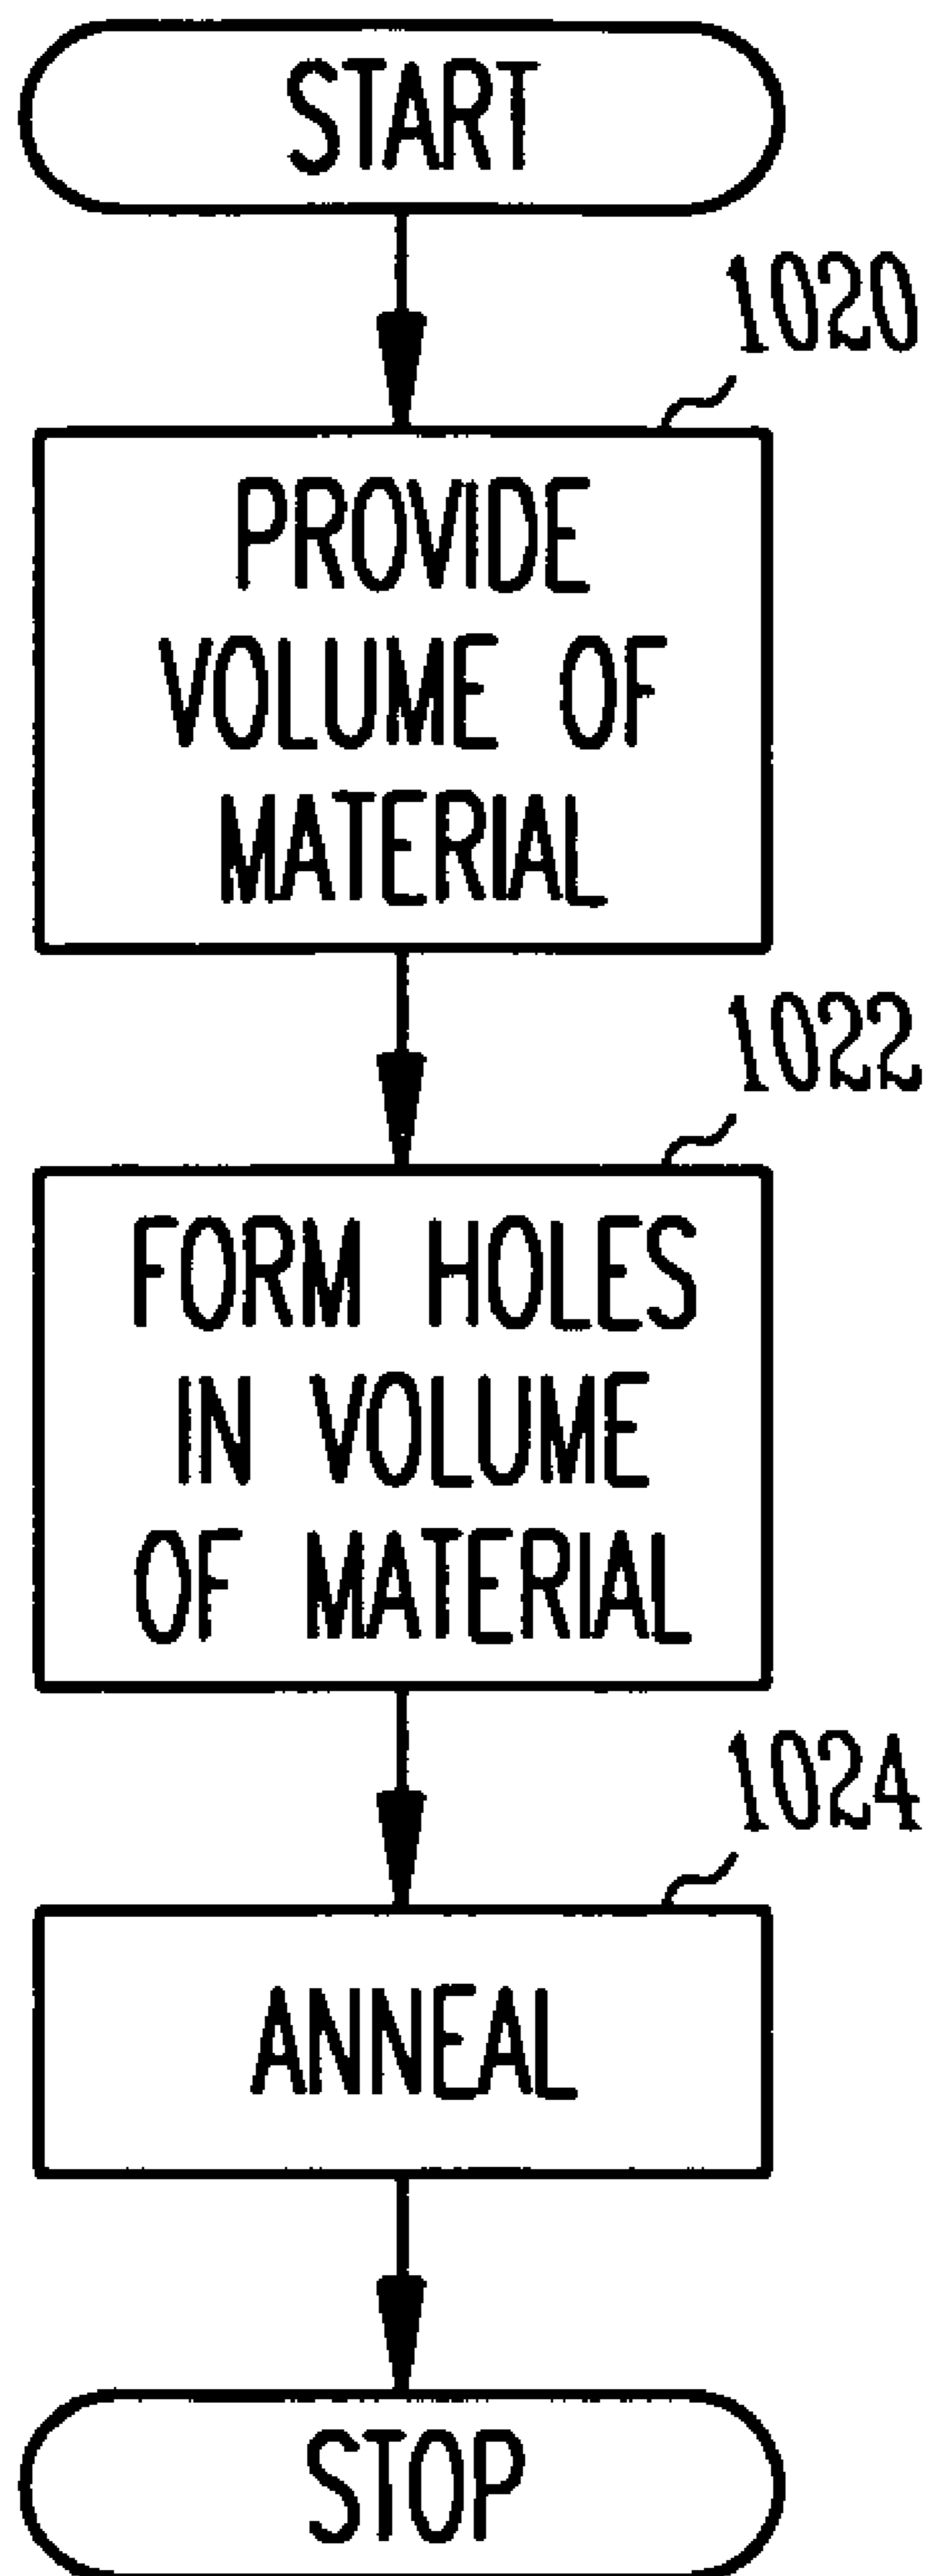 START
1020
PROVIDE
VOLUME OF
MATERIAL
1022
FORM HOLES
IN VOLUME
OF MATERIAL
1024
ANNEAL
STOP